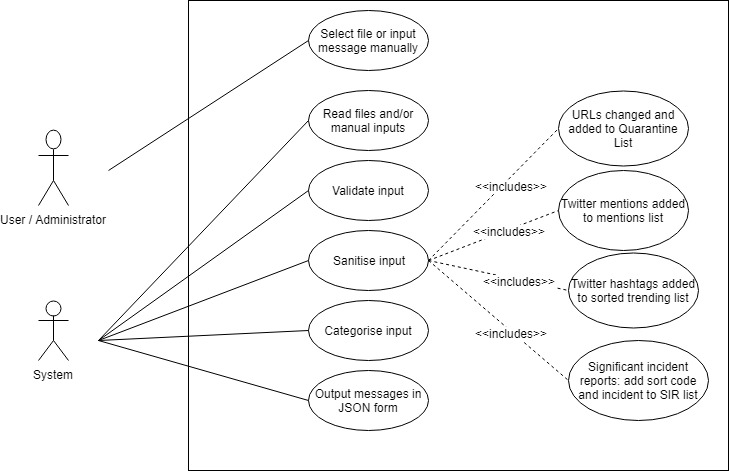 Select file or input
message manually
User / Administrator
Read files and/or
manual inputs
Validate input
Sanitise input
Categorise input
Output messages in
JSON form
System
<<includes>>
URLs changed and
added to Quarantine
List
<<includes>>
Twitter mentions added
to mentions list
<<includes>>
Twitter hashtags added
to sorted trending list
<<includes>>
Significant incident
reports: add sort code
and incident to SIR list